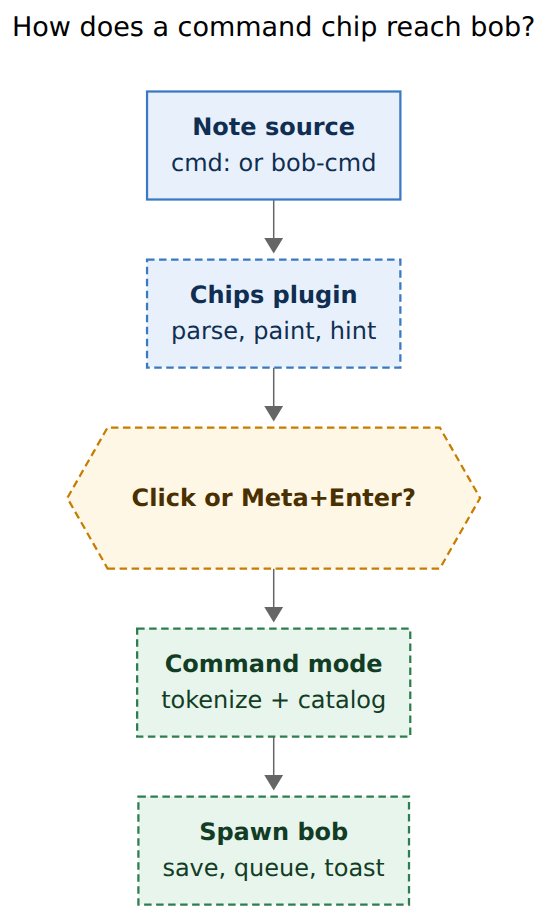 How does a command chip reach bob?
Note source
cmd: or bob-cmd
Chips plugin
parse, paint, hint
Click or Meta+Enter?
Command mode
tokenize + catalog
Spawn bob
save, queue, toast